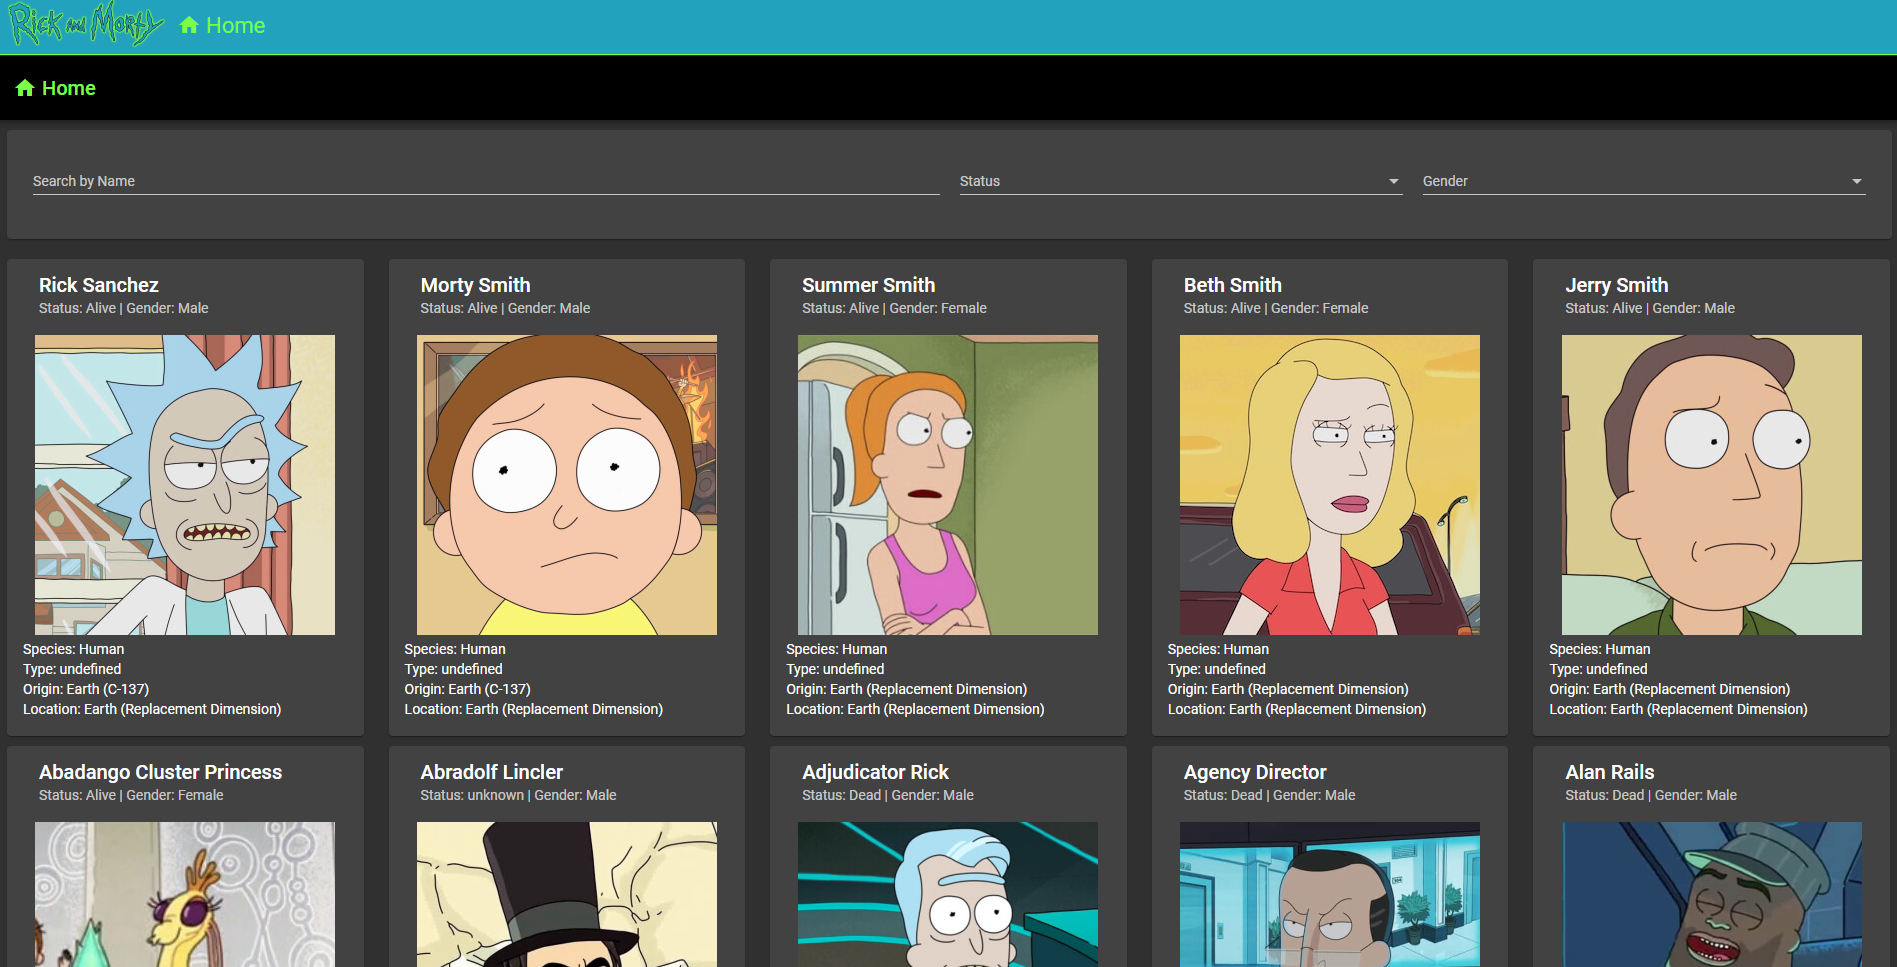 Rick and Morty Home
Home
Search by Name Status Gender
Rick Sanchez
Status: Alive | Gender: Male
Species: Human
Type: undefined
Origin: Earth (C-137)
Location: Earth (Replacement Dimension)
Morty Smith
Status: Alive | Gender: Male
Species: Human
Type: undefined
Origin: Earth (C-137)
Location: Earth (Replacement Dimension)
Summer Smith
Status: Alive | Gender: Female
Species: Human
Type: undefined
Origin: Earth (Replacement Dimension)
Location: Earth (Replacement Dimension)
Beth Smith
Status: Alive | Gender: Female
Species: Human
Type: undefined
Origin: Earth (Replacement Dimension)
Location: Earth (Replacement Dimension)
Jerry Smith
Status: Alive | Gender: Male
Species: Human
Type: undefined
Origin: Earth (Replacement Dimension)
Location: Earth (Replacement Dimension)
Abadango Cluster Princess
Status: Alive | Gender: Female
Abradolf Lincler
Status: unknown | Gender: Male
Adjudicator Rick
Status: Dead | Gender: Male
Agency Director
Status: Dead | Gender: Male
Alan Rails
Status: Dead | Gender: Male